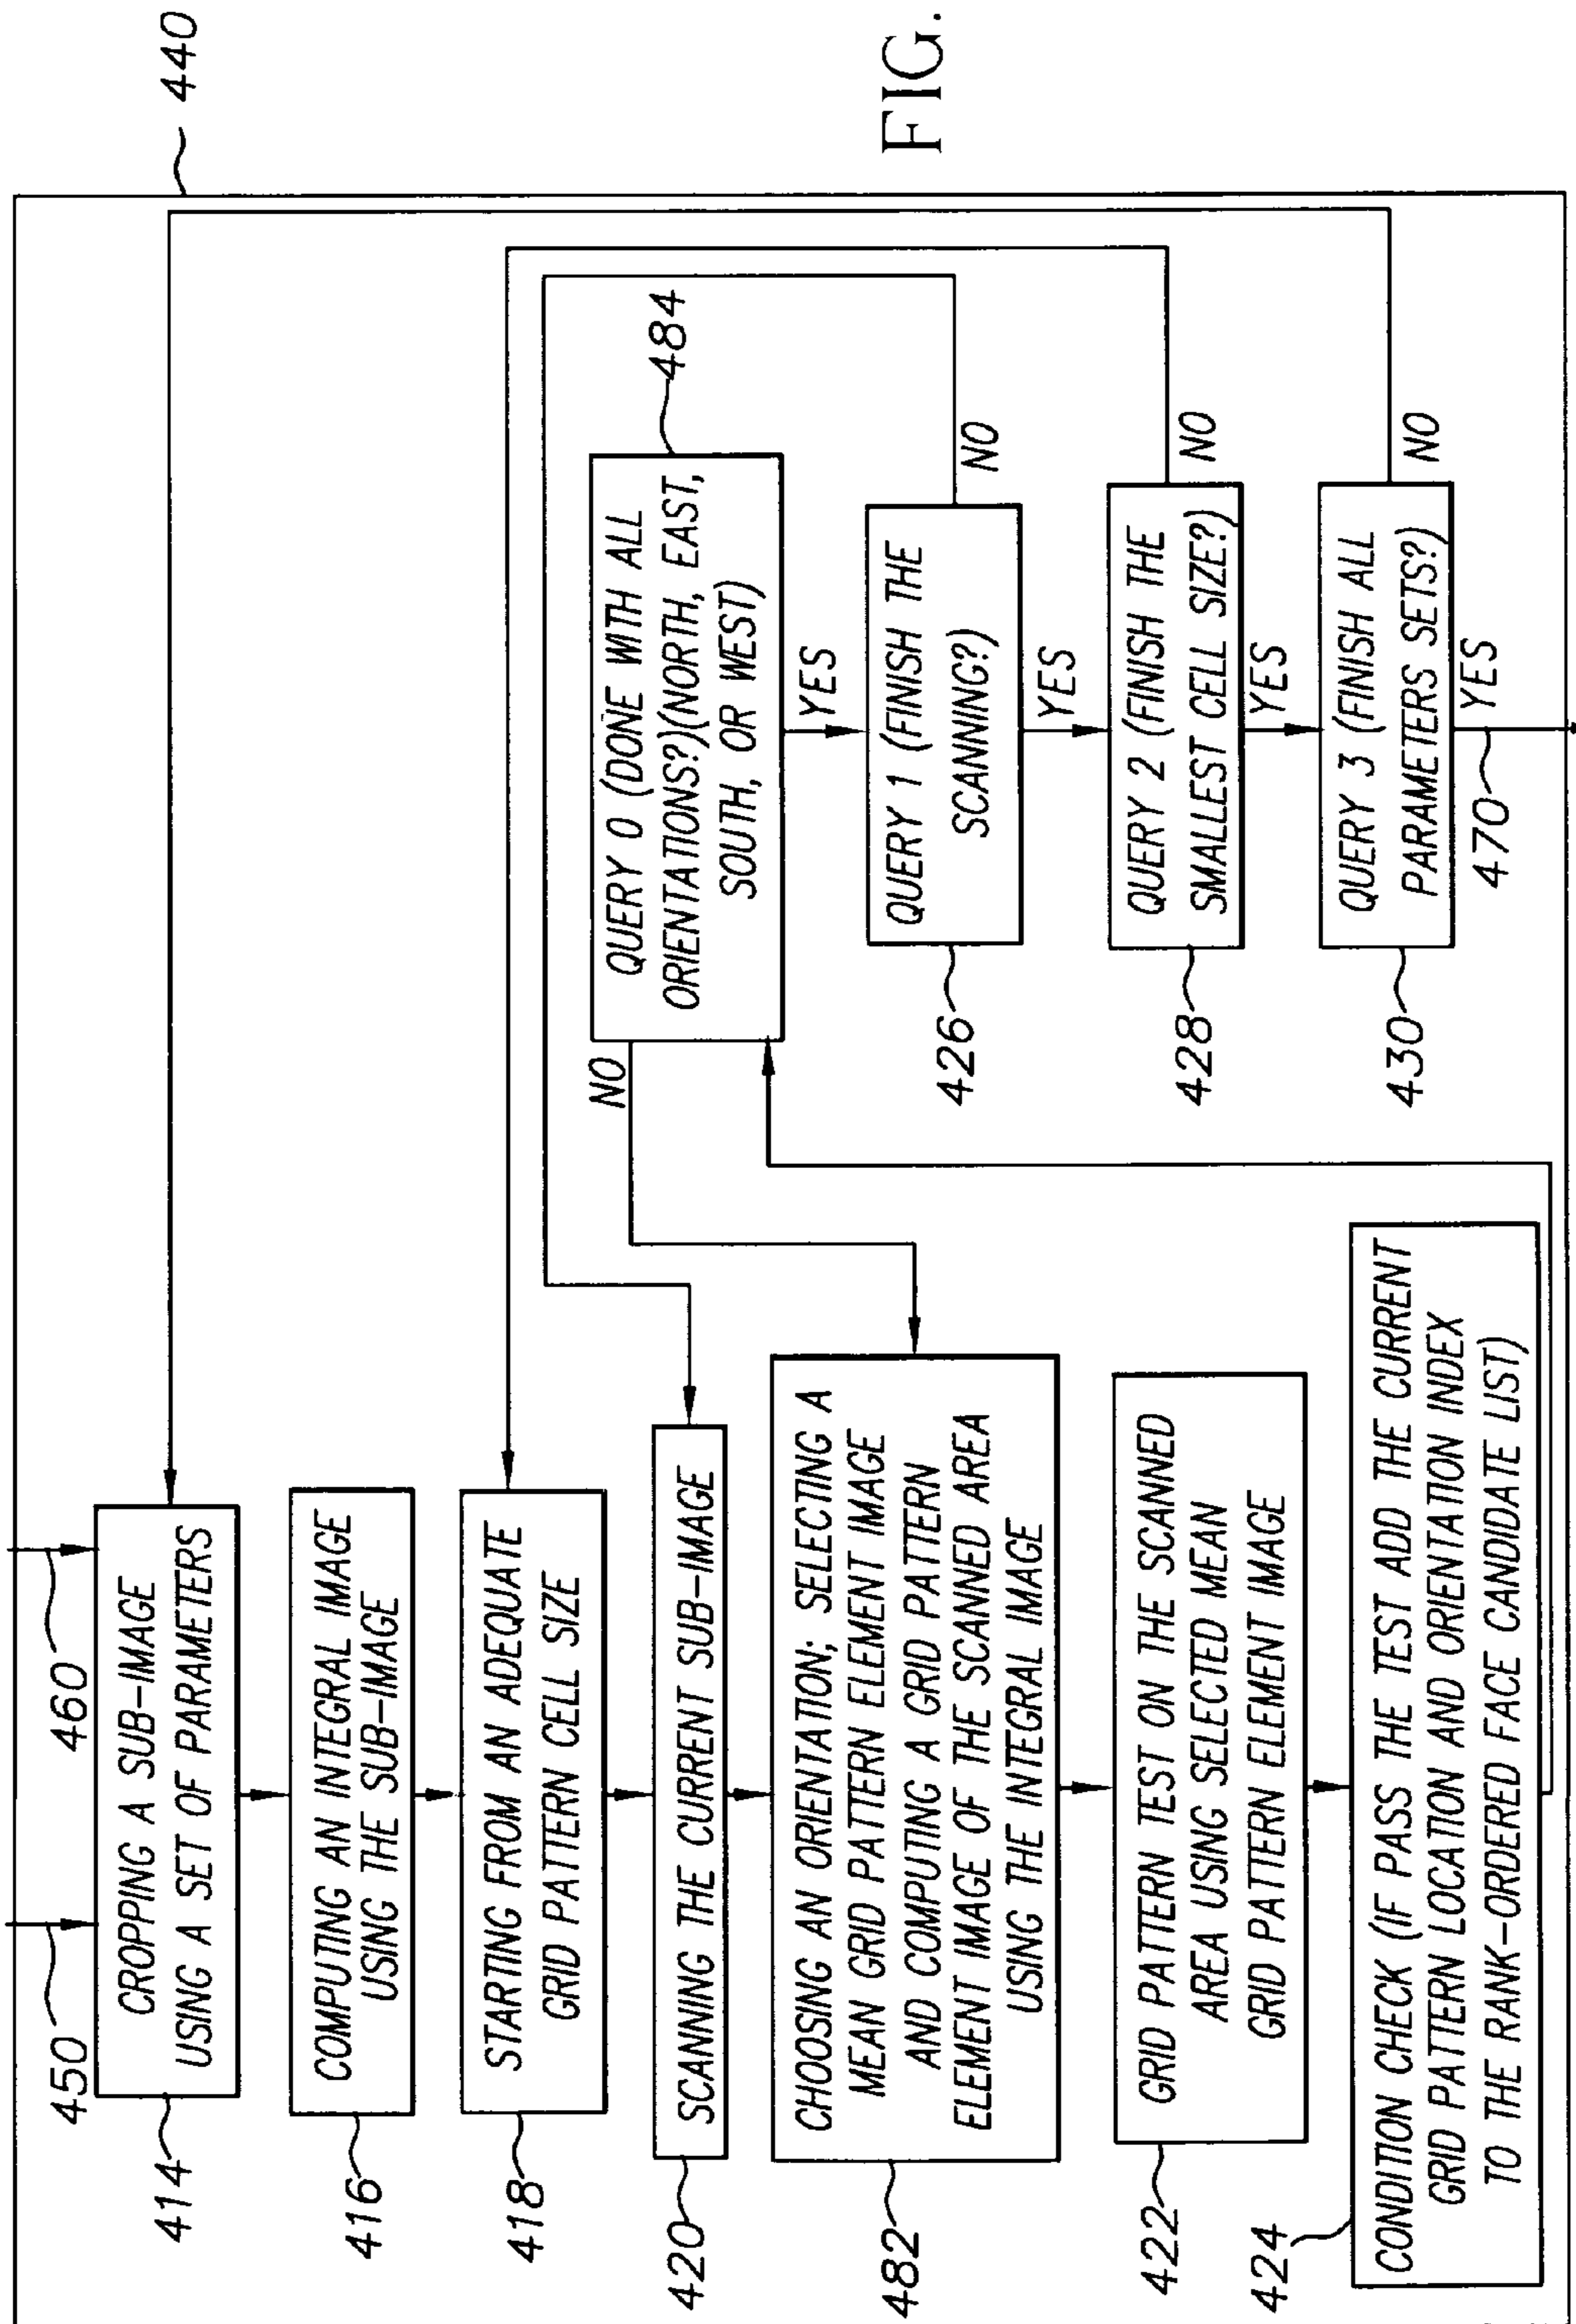 440
450
460
CROPPING A SUB-IMAGE
USING A SET OF PARAMETERS
414
COMPUTING AN INTEGRAL IMAGE
USING THE SUB-IMAGE
416
STARTING FROM AN ADEQUATE
GRID PATTERN CELL SIZE
418
SCANNING THE CURRENT SUB-IMAGE
420
CHOOSING AN ORIENTATION; SELECTING A
MEAN GRID PATTERN ELEMENT IMAGE
AND COMPUTING A GRID PATTERN
ELEMENT IMAGE OF THE SCANNED AREA
USING THE INTEGRAL IMAGE
482
GRID PATTERN TEST ON THE SCANNED
AREA USING SELECTED MEAN
GRID PATTERN ELEMENT IMAGE
422
CONDITION CHECK (IF PASS THE TEST ADD THE CURRENT
GRID PATTERN LOCATION AND ORIENTATION INDEX
TO THE RANK-ORDERED FACE CANDIDATE LIST)
424
QUERY 0 (DONE WITH ALL
ORIENTATIONS?)(NORTH, EAST,
SOUTH, OR WEST)
484
NO
YES
QUERY 1 (FINISH THE
SCANNING?)
426
NO
YES
QUERY 2 (FINISH THE
SMALLEST CELL SIZE?)
428
NO
YES
QUERY 3 (FINISH ALL
PARAMETERS SETS?)
430
NO
YES
470
FIG.